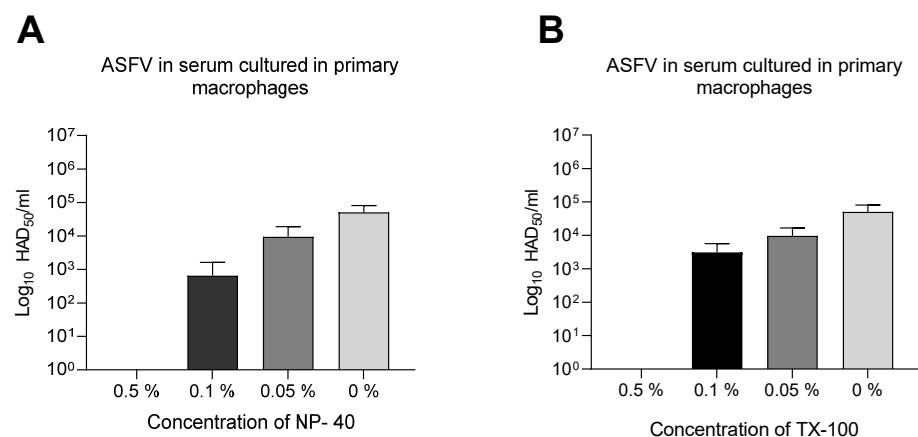 A
ASFV in serum cultured in primary
macrophages
Log₁₀ HAD₅₀/ml
10⁷
10⁶
10⁵
10⁴
10³
10²
10¹
10⁰
0.5 % 0.1 % 0.05 % 0 %
Concentration of NP- 40
B
ASFV in serum cultured in primary
macrophages
Log₁₀ HAD₅₀/ml
10⁷
10⁶
10⁵
10⁴
10³
10²
10¹
10⁰
0.5 % 0.1 % 0.05 % 0 %
Concentration of TX-100